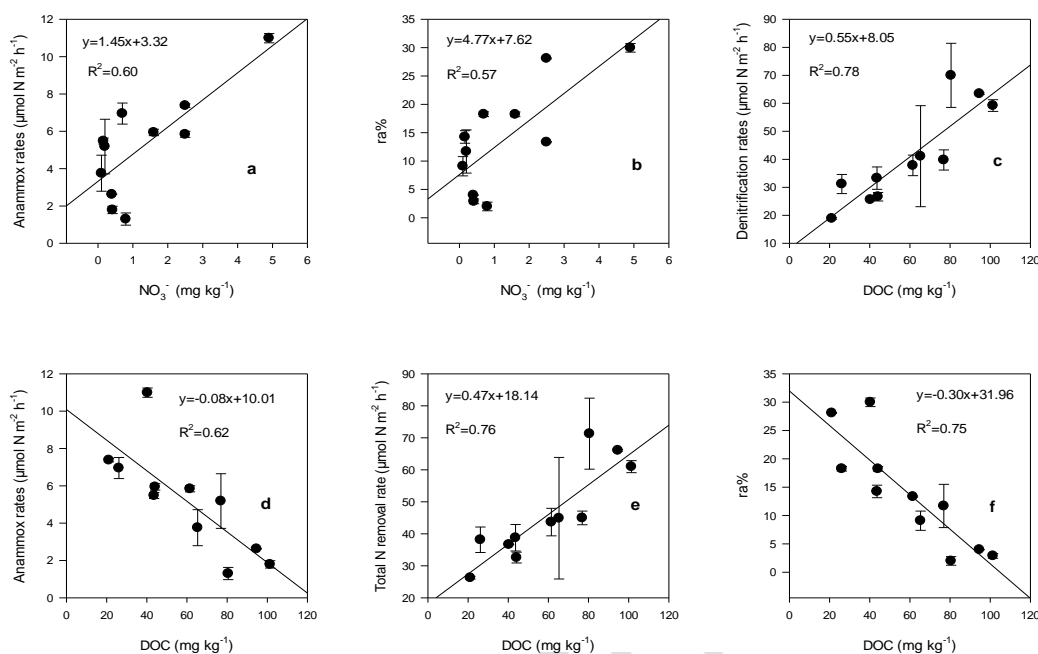 y=1.45x+3.32
R²=0.60
a
Anammox rates (µmol N m⁻² h⁻¹)
0 2 4 6 8 10 12
0 1 2 3 4 5 6
NO₃⁻ (mg kg⁻¹)
y=4.77x+7.62
R²=0.57
b
ra%
0 5 10 15 20 25 30 35
0 1 2 3 4 5 6
NO₃⁻ (mg kg⁻¹)
y=0.55x+8.05
R²=0.78
c
Denitrification rates (µmol N m⁻² h⁻¹)
10 20 30 40 50 60 70 80 90
0 20 40 60 80 100 120
DOC (mg kg⁻¹)
y=-0.08x+10.01
R²=0.62
d
Anammox rates (µmol N m⁻² h⁻¹)
0 2 4 6 8 10 12 14
0 20 40 60 80 100 120
DOC (mg kg⁻¹)
y=0.47x+18.14
R²=0.76
e
Total N removal rate (µmol N m⁻² h⁻¹)
20 30 40 50 60 70 80 90
0 20 40 60 80 100 120
DOC (mg kg⁻¹)
y=-0.30x+31.96
R²=0.75
f
ra%
0 5 10 15 20 25 30 35
0 20 40 60 80 100 120
DOC (mg kg⁻¹)